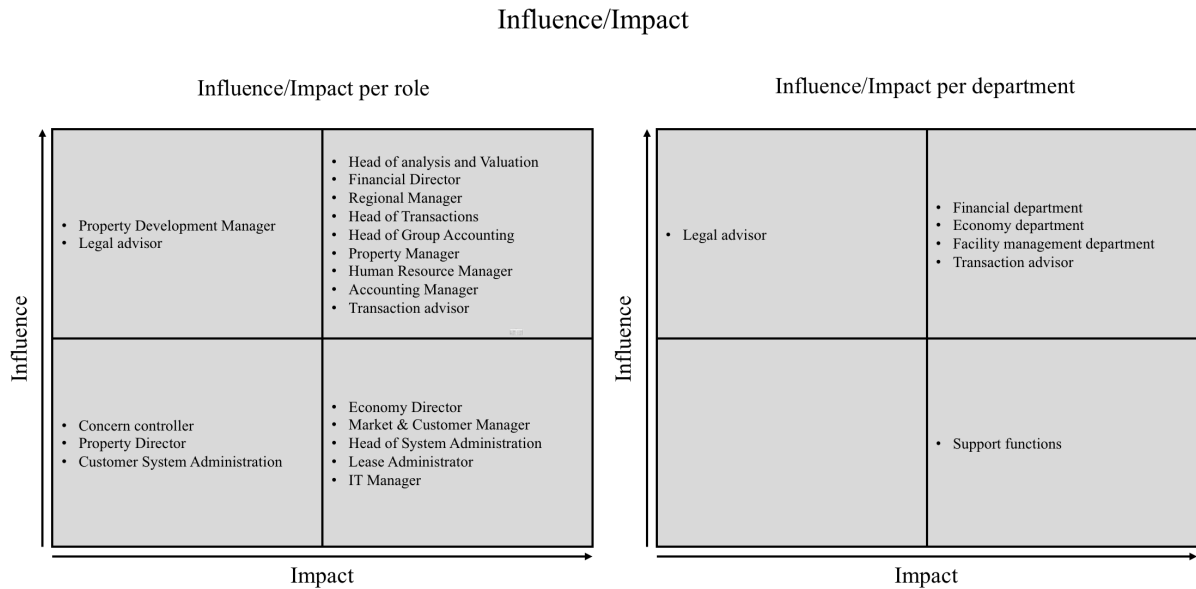 Influence/Impact
Influence/Impact per role
Influence
• Property Development Manager
• Legal advisor
• Head of analysis and Valuation
• Financial Director
• Regional Manager
• Head of Transactions
• Head of Group Accounting
• Property Manager
• Human Resource Manager
• Accounting Manager
• Transaction advisor
• Concern controller
• Property Director
• Customer System Administration
• Economy Director
• Market & Customer Manager
• Head of System Administration
• Lease Administrator
• IT Manager
Impact
Influence/Impact per department
Influence
• Legal advisor
• Financial department
• Economy department
• Facility management department
• Transaction advisor
• Support functions
Impact